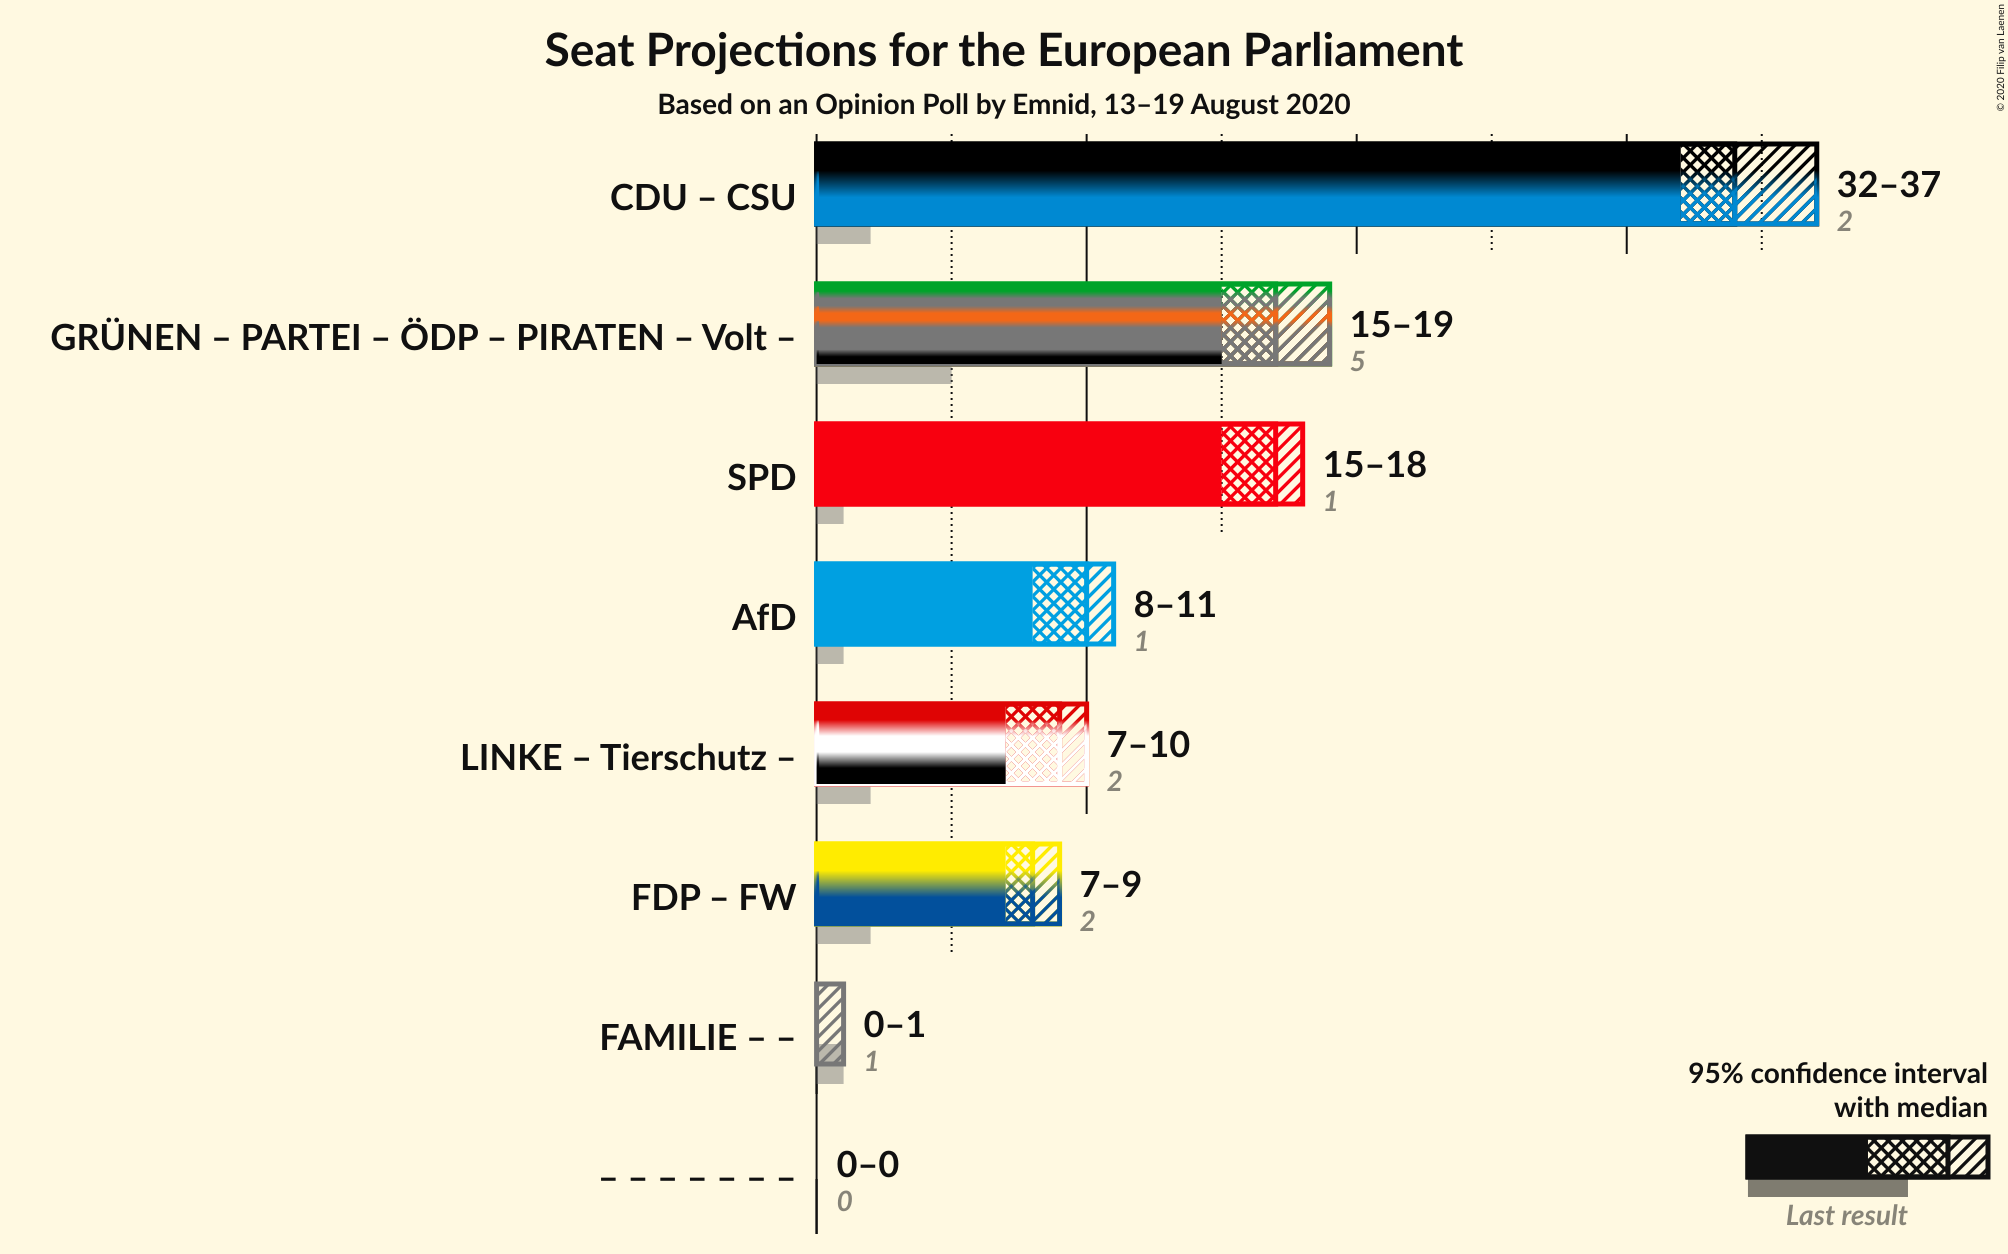 Seat Projections for the European Parliament
Based on an Opinion Poll by Emnid, 13–19 August 2020
© 2020 Filip van Laenen
CDU – CSU
32–37
2
GRÜNEN – PARTEI – ÖDP – PIRATEN – Volt –
15–19
5
SPD
15–18
1
AfD
8–11
1
LINKE – Tierschutz –
7–10
2
FDP – FW
7–9
2
FAMILIE – –
0–1
1
– – – – – – –
0–0
0
95% confidence interval
with median
Last result